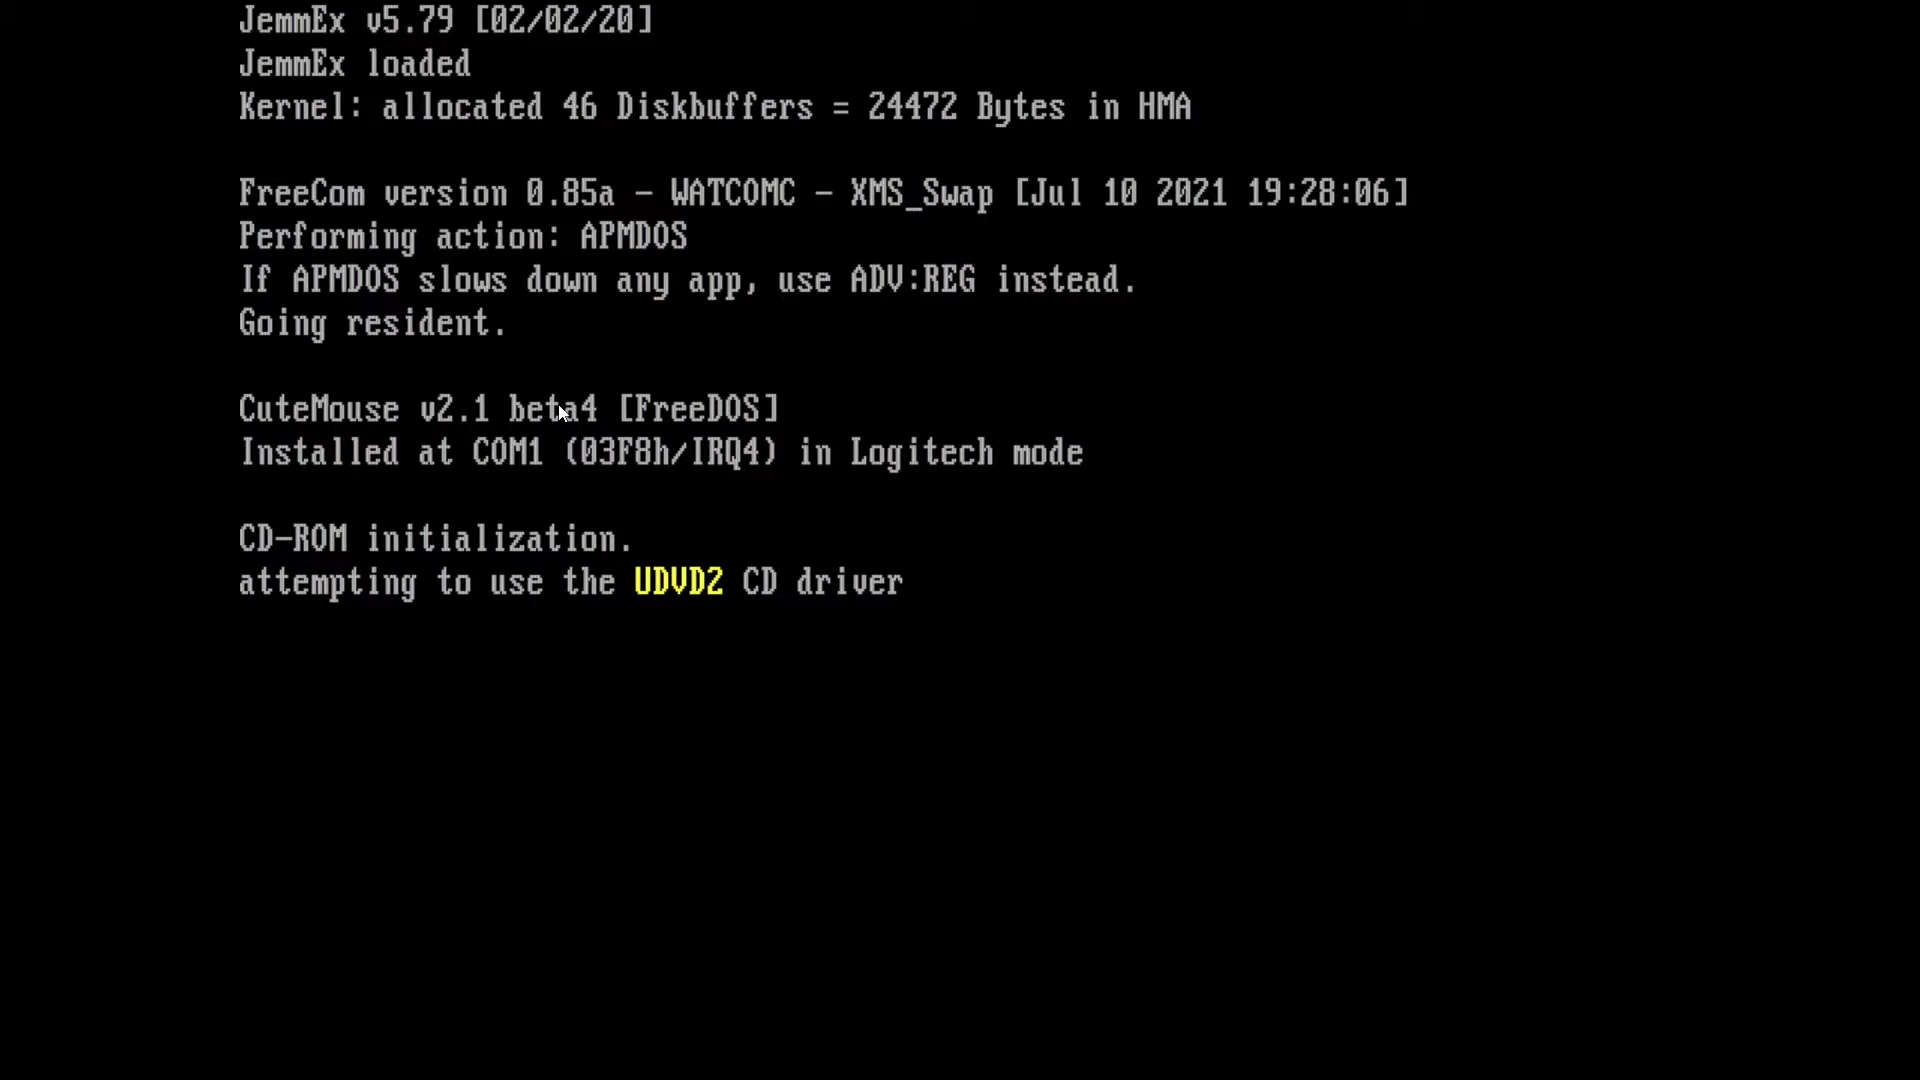 JemmEx v5.79 [02/02/20]
JemmEx loaded
Kernel: allocated 46 Diskbuffers = 24472 Bytes in HMA
FreeCom version 0.85a - WATCOMC - XMS_Swap [Jul 10 2021 19:28:06]
Performing action: APMDOS
If APMDOS slows down any app, use ADV:REG instead.
Going resident.
CuteMouse v2.1 beta4 [FreeDOS]
Installed at COM1 (03F8h/IRQ4) in Logitech mode
CD-ROM initialization.
attempting to use the UDVD2 CD driver